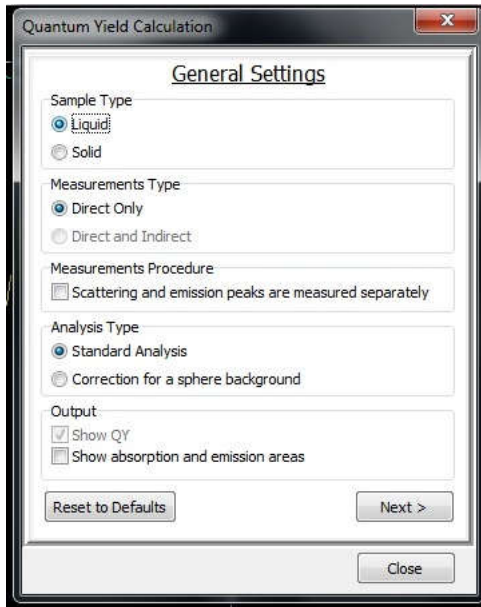 Quantum Yield Calculation
General Settings
Sample Type
Liquid
Solid
Measurements Type
Direct Only
Direct and Indirect
Measurements Procedure
Scattering and emission peaks are measured separately
Analysis Type
Standard Analysis
Correction for a sphere background
Output
Show QY
Show absorption and emission areas
Reset to Defaults
Next >
Close